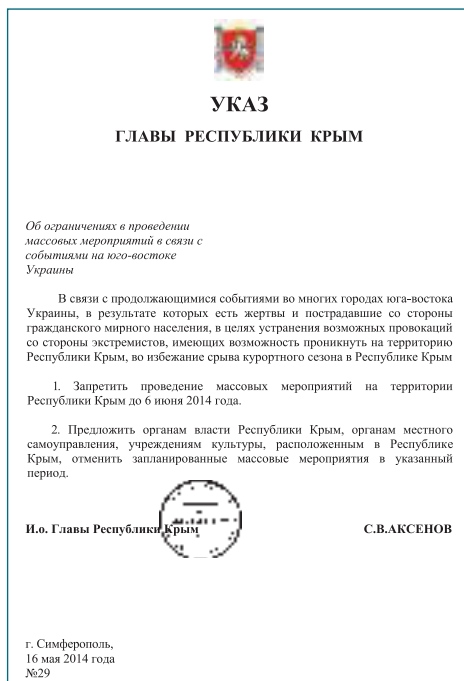 УКАЗ
ГЛАВЫ РЕСПУБЛИКИ КРЫМ
Об ограничениях в проведении
массовых мероприятий в связи с
событиями на юго-востоке
Украины
В связи с продолжающимися событиями во многих городах юга-востока
Украины, в результате которых есть жертвы и пострадавшие со стороны
гражданского мирного населения, в целях устранения возможных провокаций
со стороны экстремистов, имеющих возможность проникнуть на территорию
Республики Крым, во избежание срыва курортного сезона в Республике Крым
1. Запретить проведение массовых мероприятий на территории
Республики Крым до 6 июня 2014 года.
2. Предложить органам власти Республики Крым, органам местного
самоуправления, учреждениям культуры, расположенным в Республике
Крым, отменить запланированные массовые мероприятия в указанный
период.
И.о. Главы Республики Крым С.В.АКСЕНОВ
г. Симферополь,
16 мая 2014 года
№29